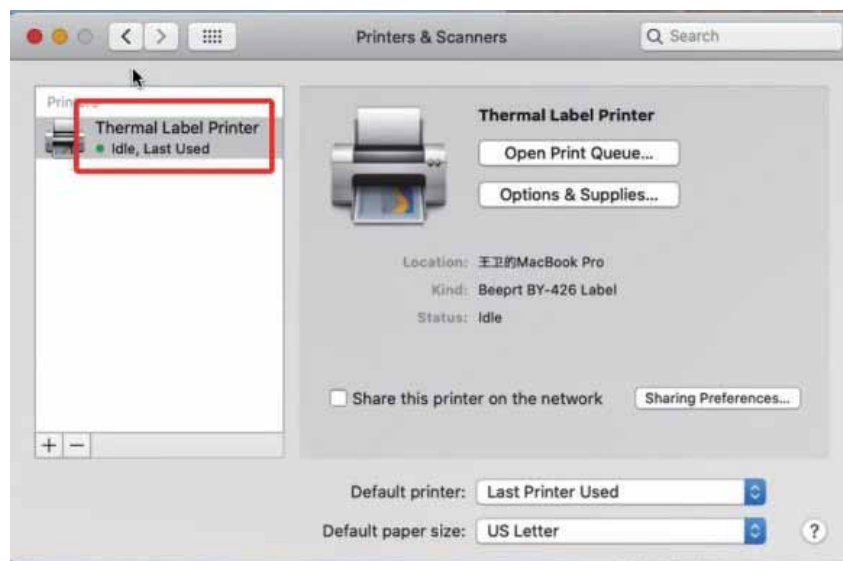 Printers & Scanners
Search
Printers
Thermal Label Printer
Idle, Last Used
Thermal Label Printer
Open Print Queue...
Options & Supplies...
Location: 王卫的MacBook Pro
Kind: Beeprt BY-426 Label
Status: Idle
Share this printer on the network
Sharing Preferences...
+ −
Default printer: Last Printer Used
Default paper size: US Letter
?